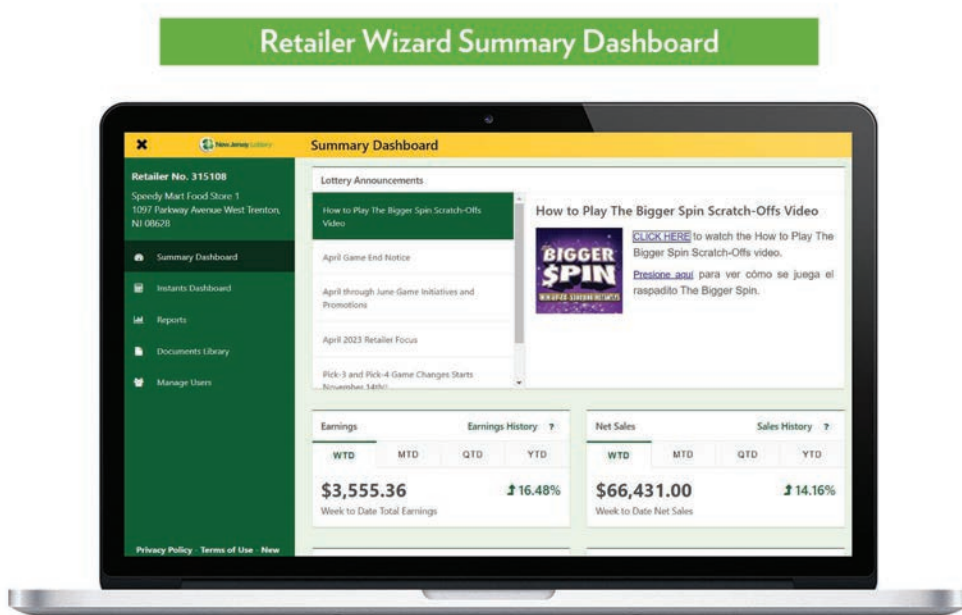 Retailer Wizard Summary Dashboard
New Jersey Lottery
Summary Dashboard
Retailer No. 315108
Speedy Mart Food Store 1
1097 Parkway Avenue West Trenton,
NJ 08628
Summary Dashboard
Instants Dashboard
Reports
Documents Library
Manage Users
Privacy Policy - Terms of Use - New
Lottery Announcements
How to Play The Bigger Spin Scratch-Offs
Video
April Game End Notice
April through June Game Initiatives and
Promotions
April 2023 Retailer Focus
Pick-3 and Pick-4 Game Changes Starts
November 14th!
How to Play The Bigger Spin Scratch-Offs Video
BIGGER
$PIN
CLICK HERE to watch the How to Play The
Bigger Spin Scratch-Offs video.
Presione aquí para ver cómo se juega el
raspadito The Bigger Spin.
Earnings
Earnings History ?
WTD MTD QTD YTD
$3,555.36 16.48%
Week to Date Total Earnings
Net Sales
Sales History ?
WTD MTD QTD YTD
$66,431.00 14.16%
Week to Date Net Sales